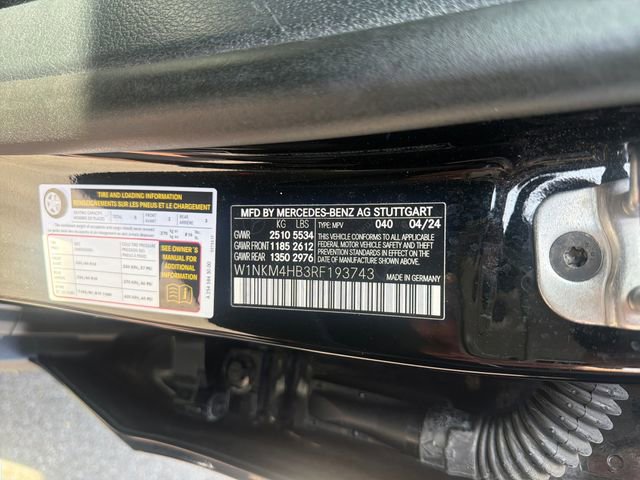 TIRE AND LOADING INFORMATION
RENSEIGNEMENTS SUR LES PNEUS ET LE CHARGEMENT
SEE OWNER'S
MANUAL FOR
ADDITIONAL
INFORMATION
MFD BY MERCEDES-BENZ AG STUTTGART
KG LBS TYPE: MPV 040 04/24
GVWR 2510 5534
GAWR FRONT 1185 2612
GAWR REAR 1350 2976
THIS VEHICLE CONFORMS TO ALL APPLICABLE
FEDERAL MOTOR VEHICLE SAFETY AND
THEFT PREVENTION STANDARDS IN EFFECT ON THE
DATE OF MANUFACTURE SHOWN ABOVE.
W1NKM4HB3RF193743 MADE IN GERMANY